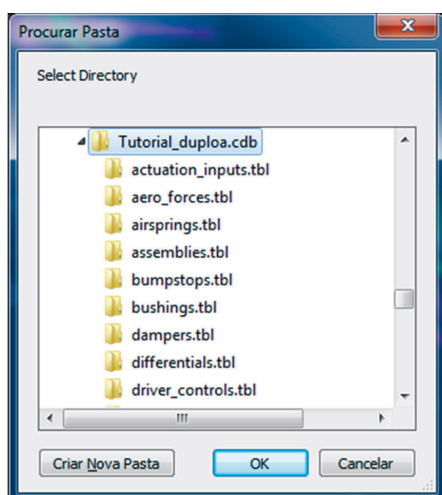 Procurar Pasta
Select Directory
Tutorial_duploa.cdb
actuation_inputs.tbl
aero_forces.tbl
airsprings.tbl
assemblies.tbl
bumpstops.tbl
bushings.tbl
dampers.tbl
differentials.tbl
driver_controls.tbl
Criar Nova Pasta OK Cancelar